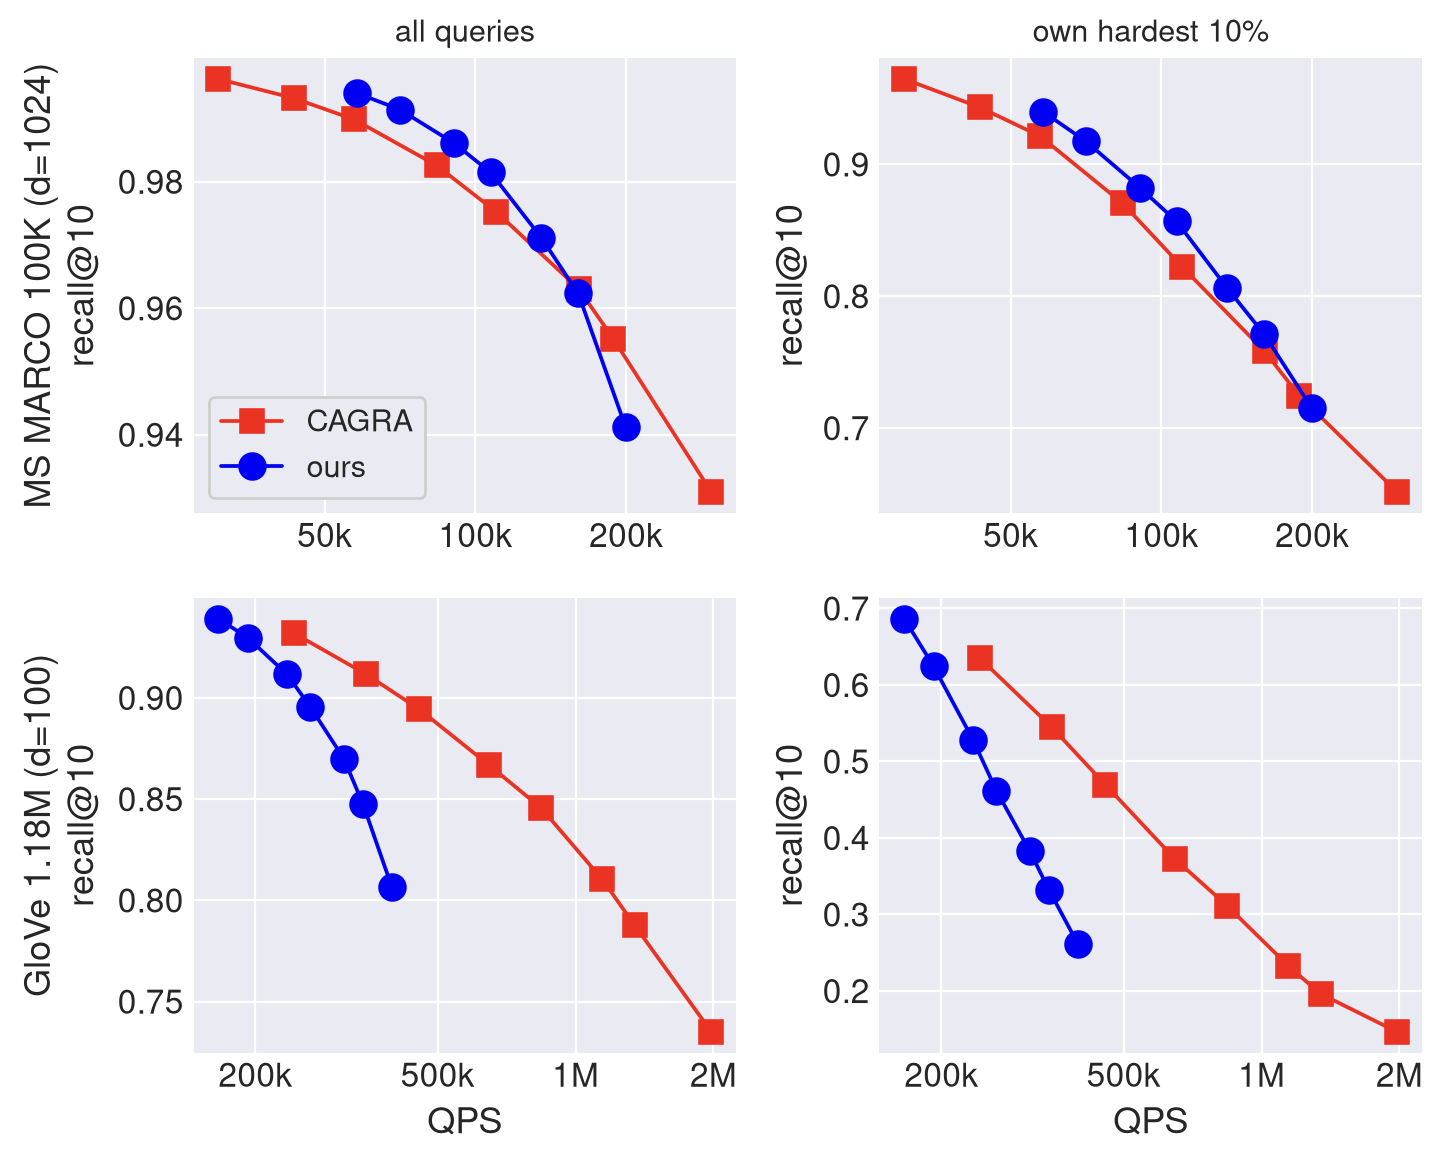 all queries
own hardest 10%
MS MARCO 100K (d=1024)
recall@10
0.98
0.96
0.94
CAGRA
ours
50k
100k
200k
recall@10
0.9
0.8
0.7
50k
100k
200k
GloVe 1.18M (d=100)
recall@10
0.90
0.85
0.80
0.75
200k
500k
1M
2M
QPS
recall@10
0.7
0.6
0.5
0.4
0.3
0.2
200k
500k
1M
2M
QPS